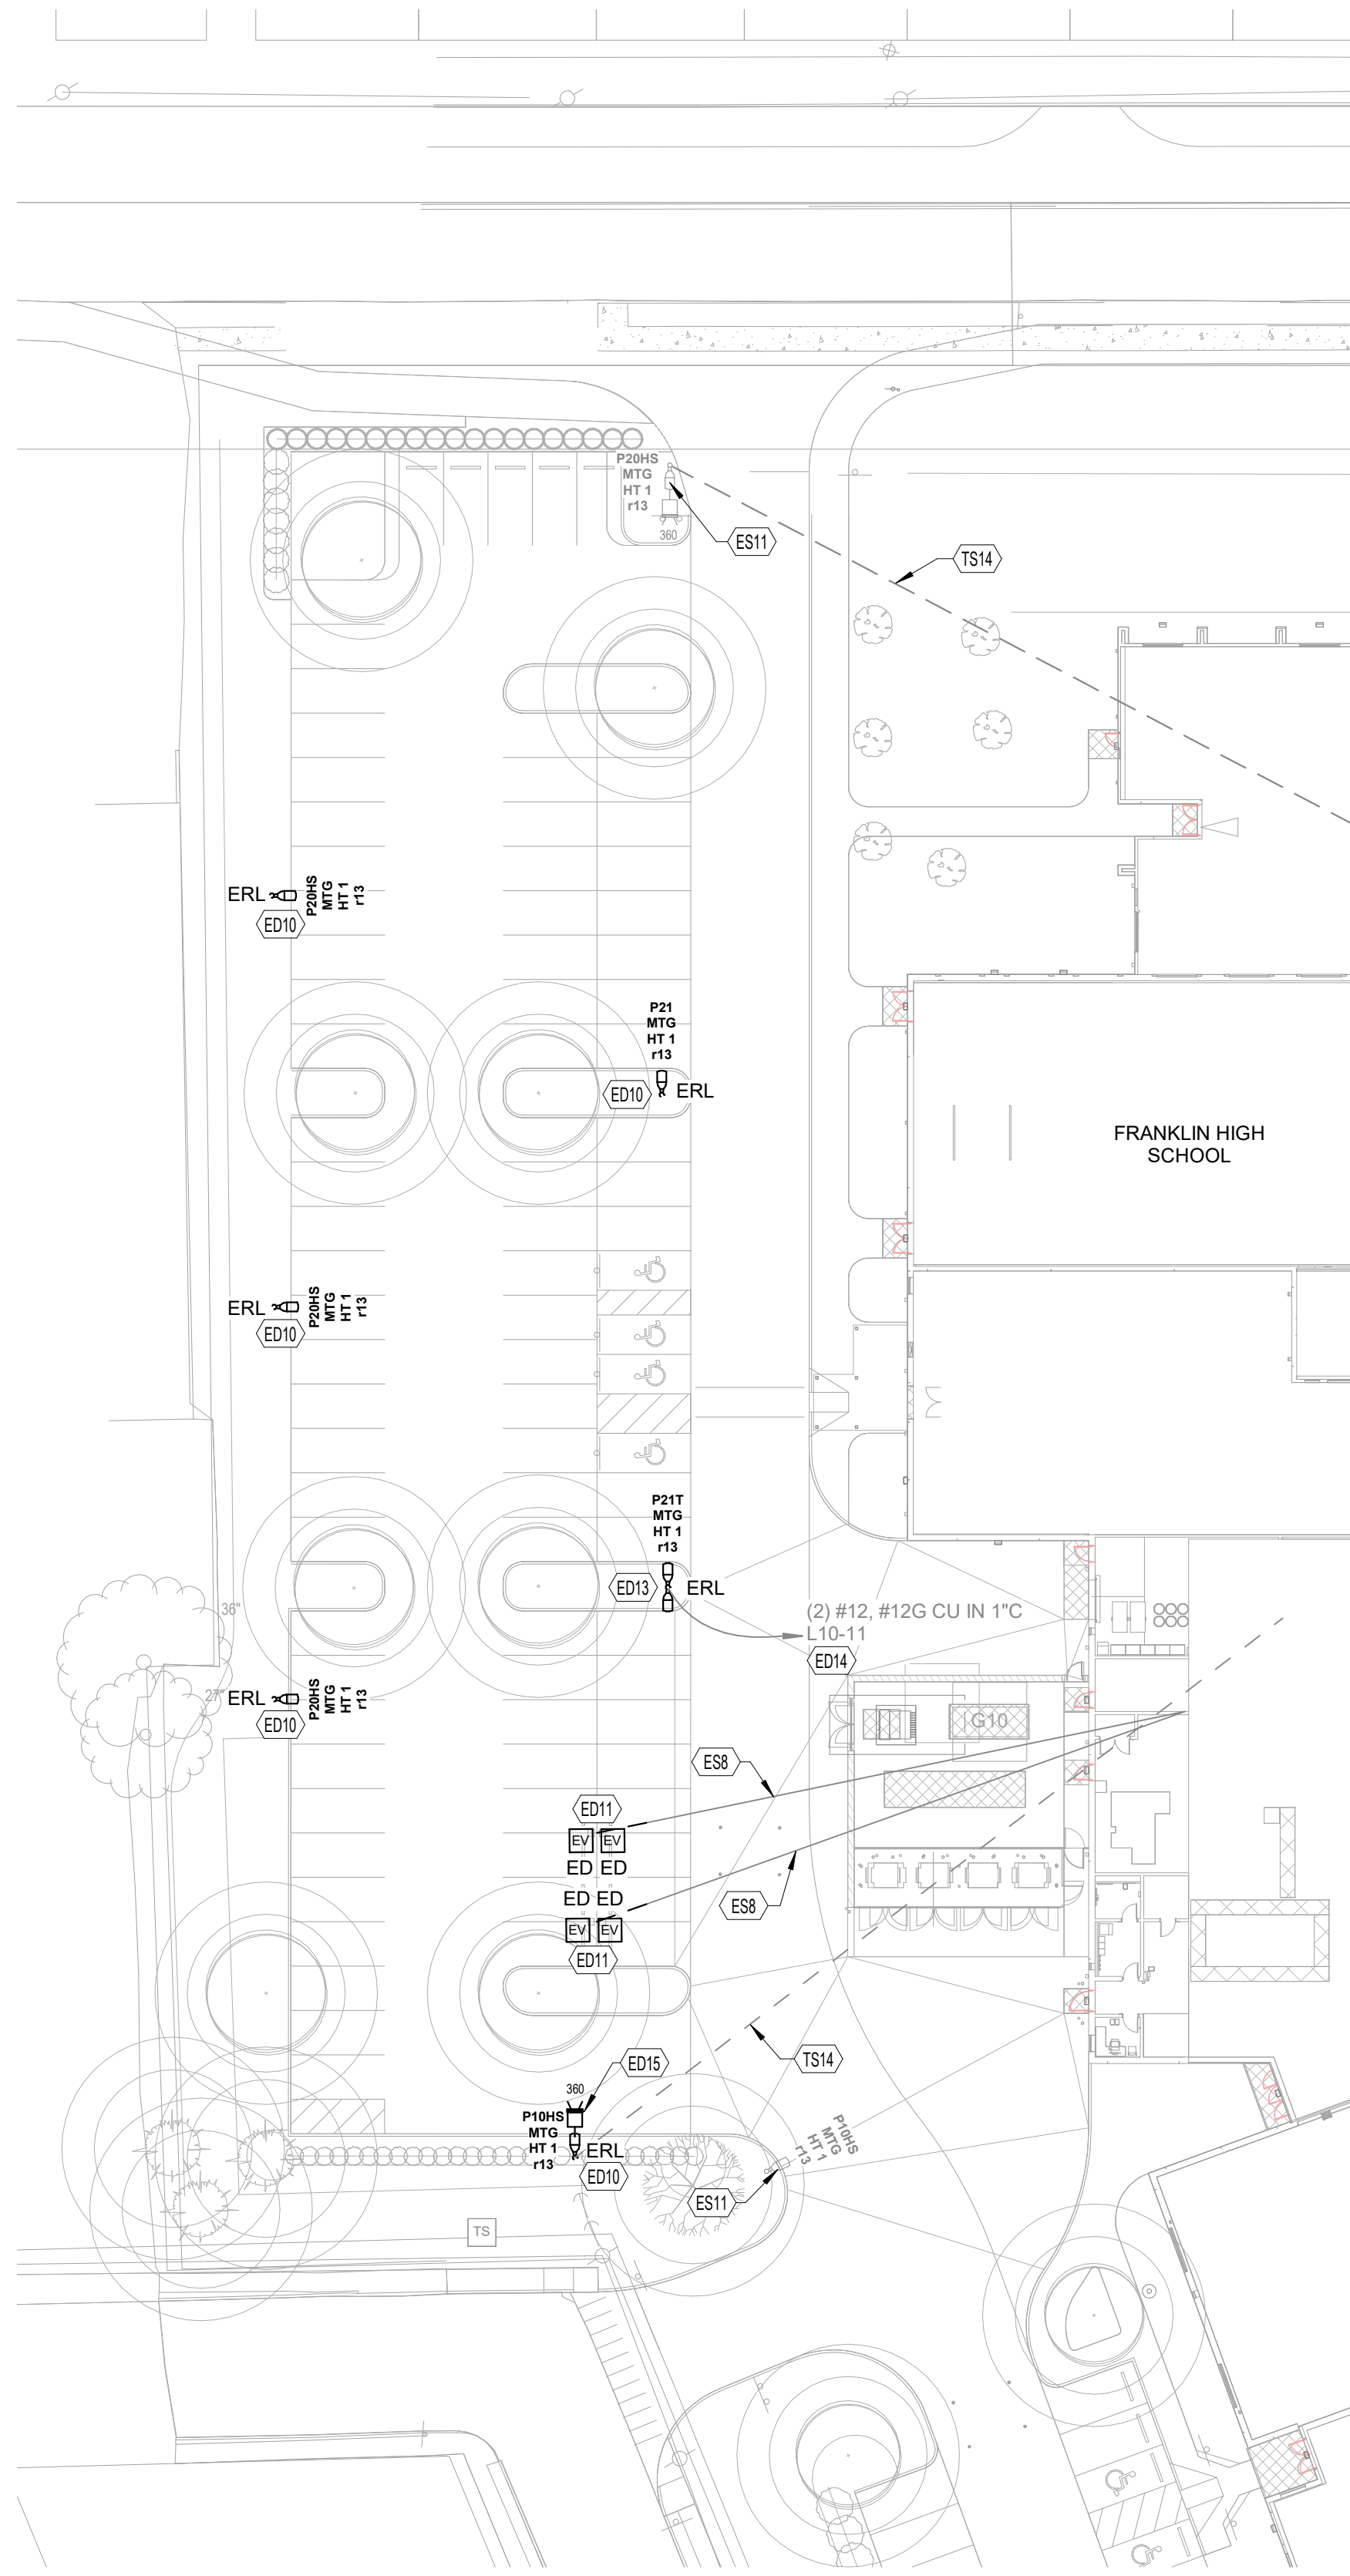 P20HS
MTG
HT 1
r13
360
ES11
TS14
ERL
P20HS
MTG
HT 1
r13
ED10
P21
MTG
HT 1
r13
ED10
ERL
FRANKLIN HIGH
SCHOOL
ERL
P20HS
MTG
HT 1
r13
ED10
P21T
MTG
HT 1
r13
ED13
ERL
36"
(2) #12, #12G CU IN 1"C
L10-11
ED14
27"
ERL
P20HS
MTG
HT 1
r13
ED10
G10
ES8
ED11
EV
EV
ED
ED
ED
ED
ES8
EV
EV
ED11
TS14
ED15
360
P10HS
MTG
HT 1
r13
ERL
ED10
P10HS
MTG
HT 1
r13
ES11
TS